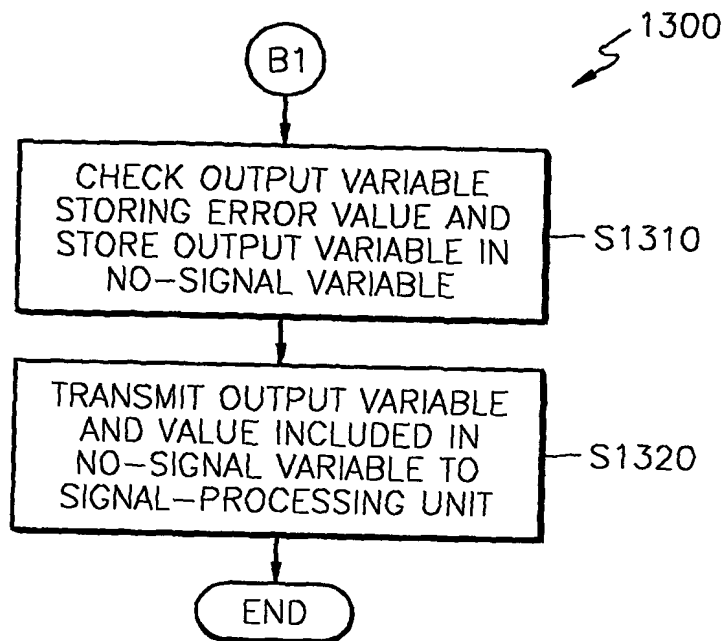 1300
B1
CHECK OUTPUT VARIABLE
STORING ERROR VALUE AND
STORE OUTPUT VARIABLE IN
NO-SIGNAL VARIABLE
S1310
TRANSMIT OUTPUT VARIABLE
AND VALUE INCLUDED IN
NO-SIGNAL VARIABLE TO
SIGNAL-PROCESSING UNIT
S1320
END